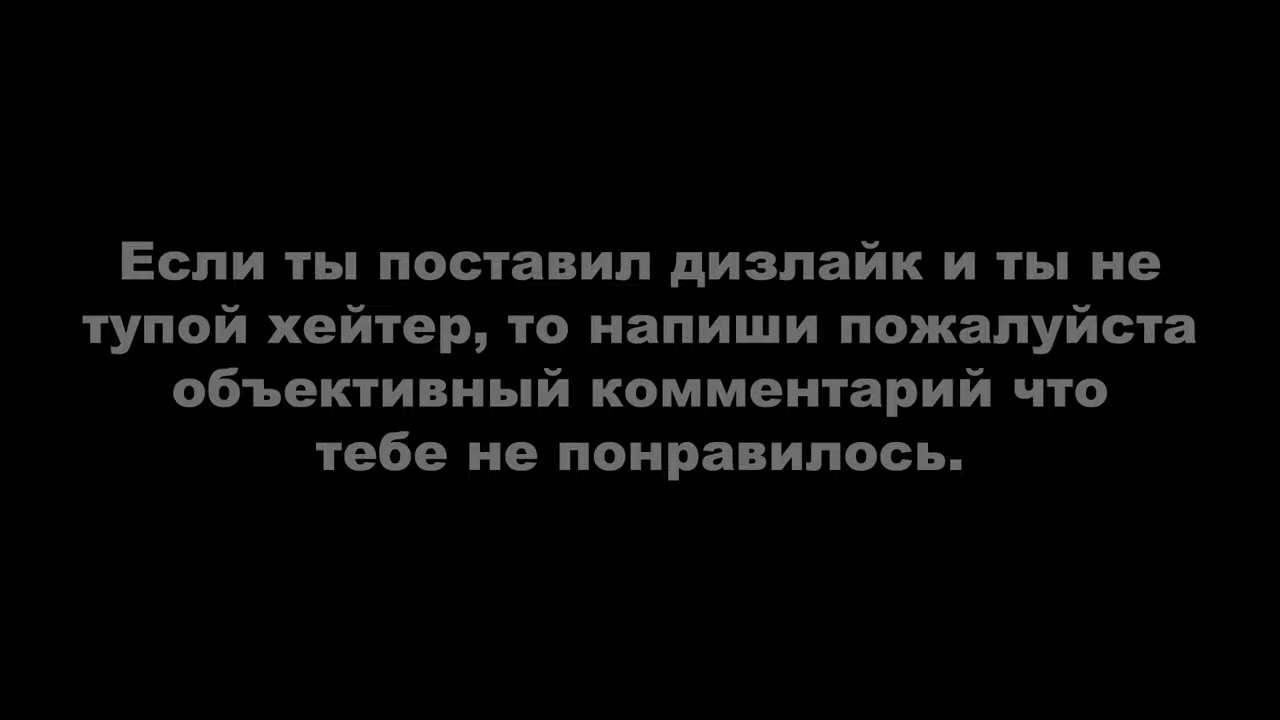 Если ты поставил дизлайк и ты не
тупой хейтер, то напиши пожалуйста
объективный комментарий что
тебе не понравилось.